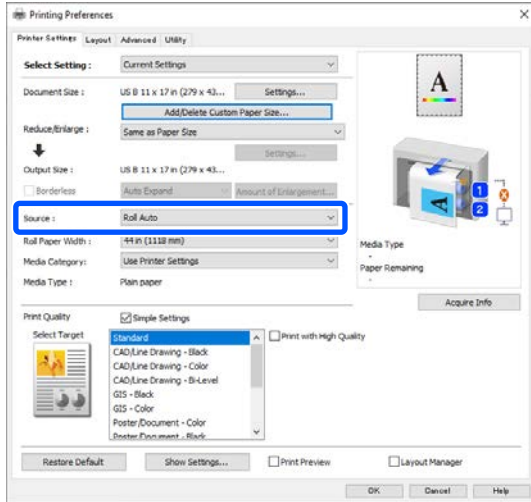 Printing Preferences
Printer Settings Layout Advanced Utility
Select Setting : Current Settings
Document Size : US B 11 x 17 in (279 x 43... Settings...
Add/Delete Custom Paper Size...
Reduce/Enlarge : Same as Paper Size
Settings...
Output Size : US B 11 x 17 in (279 x 43...
Borderless Auto Expand Amount of Enlargement...
Source : Roll Auto
Roll Paper Width : 44 in (1118 mm)
Media Category: Use Printer Settings
Media Type : Plain paper
A
A
1
2
Media Type
-
Paper Remaining
-
Acquire Info
Print Quality Simple Settings
Select Target
Standard
CAD/Line Drawing - Black
CAD/Line Drawing - Color
CAD/Line Drawing - Bi-Level
GIS - Black
GIS - Color
Poster/Document - Color
Poster/Document - Black
Print with High Quality
Restore Default Show Settings... Print Preview Layout Manager
OK Cancel Help